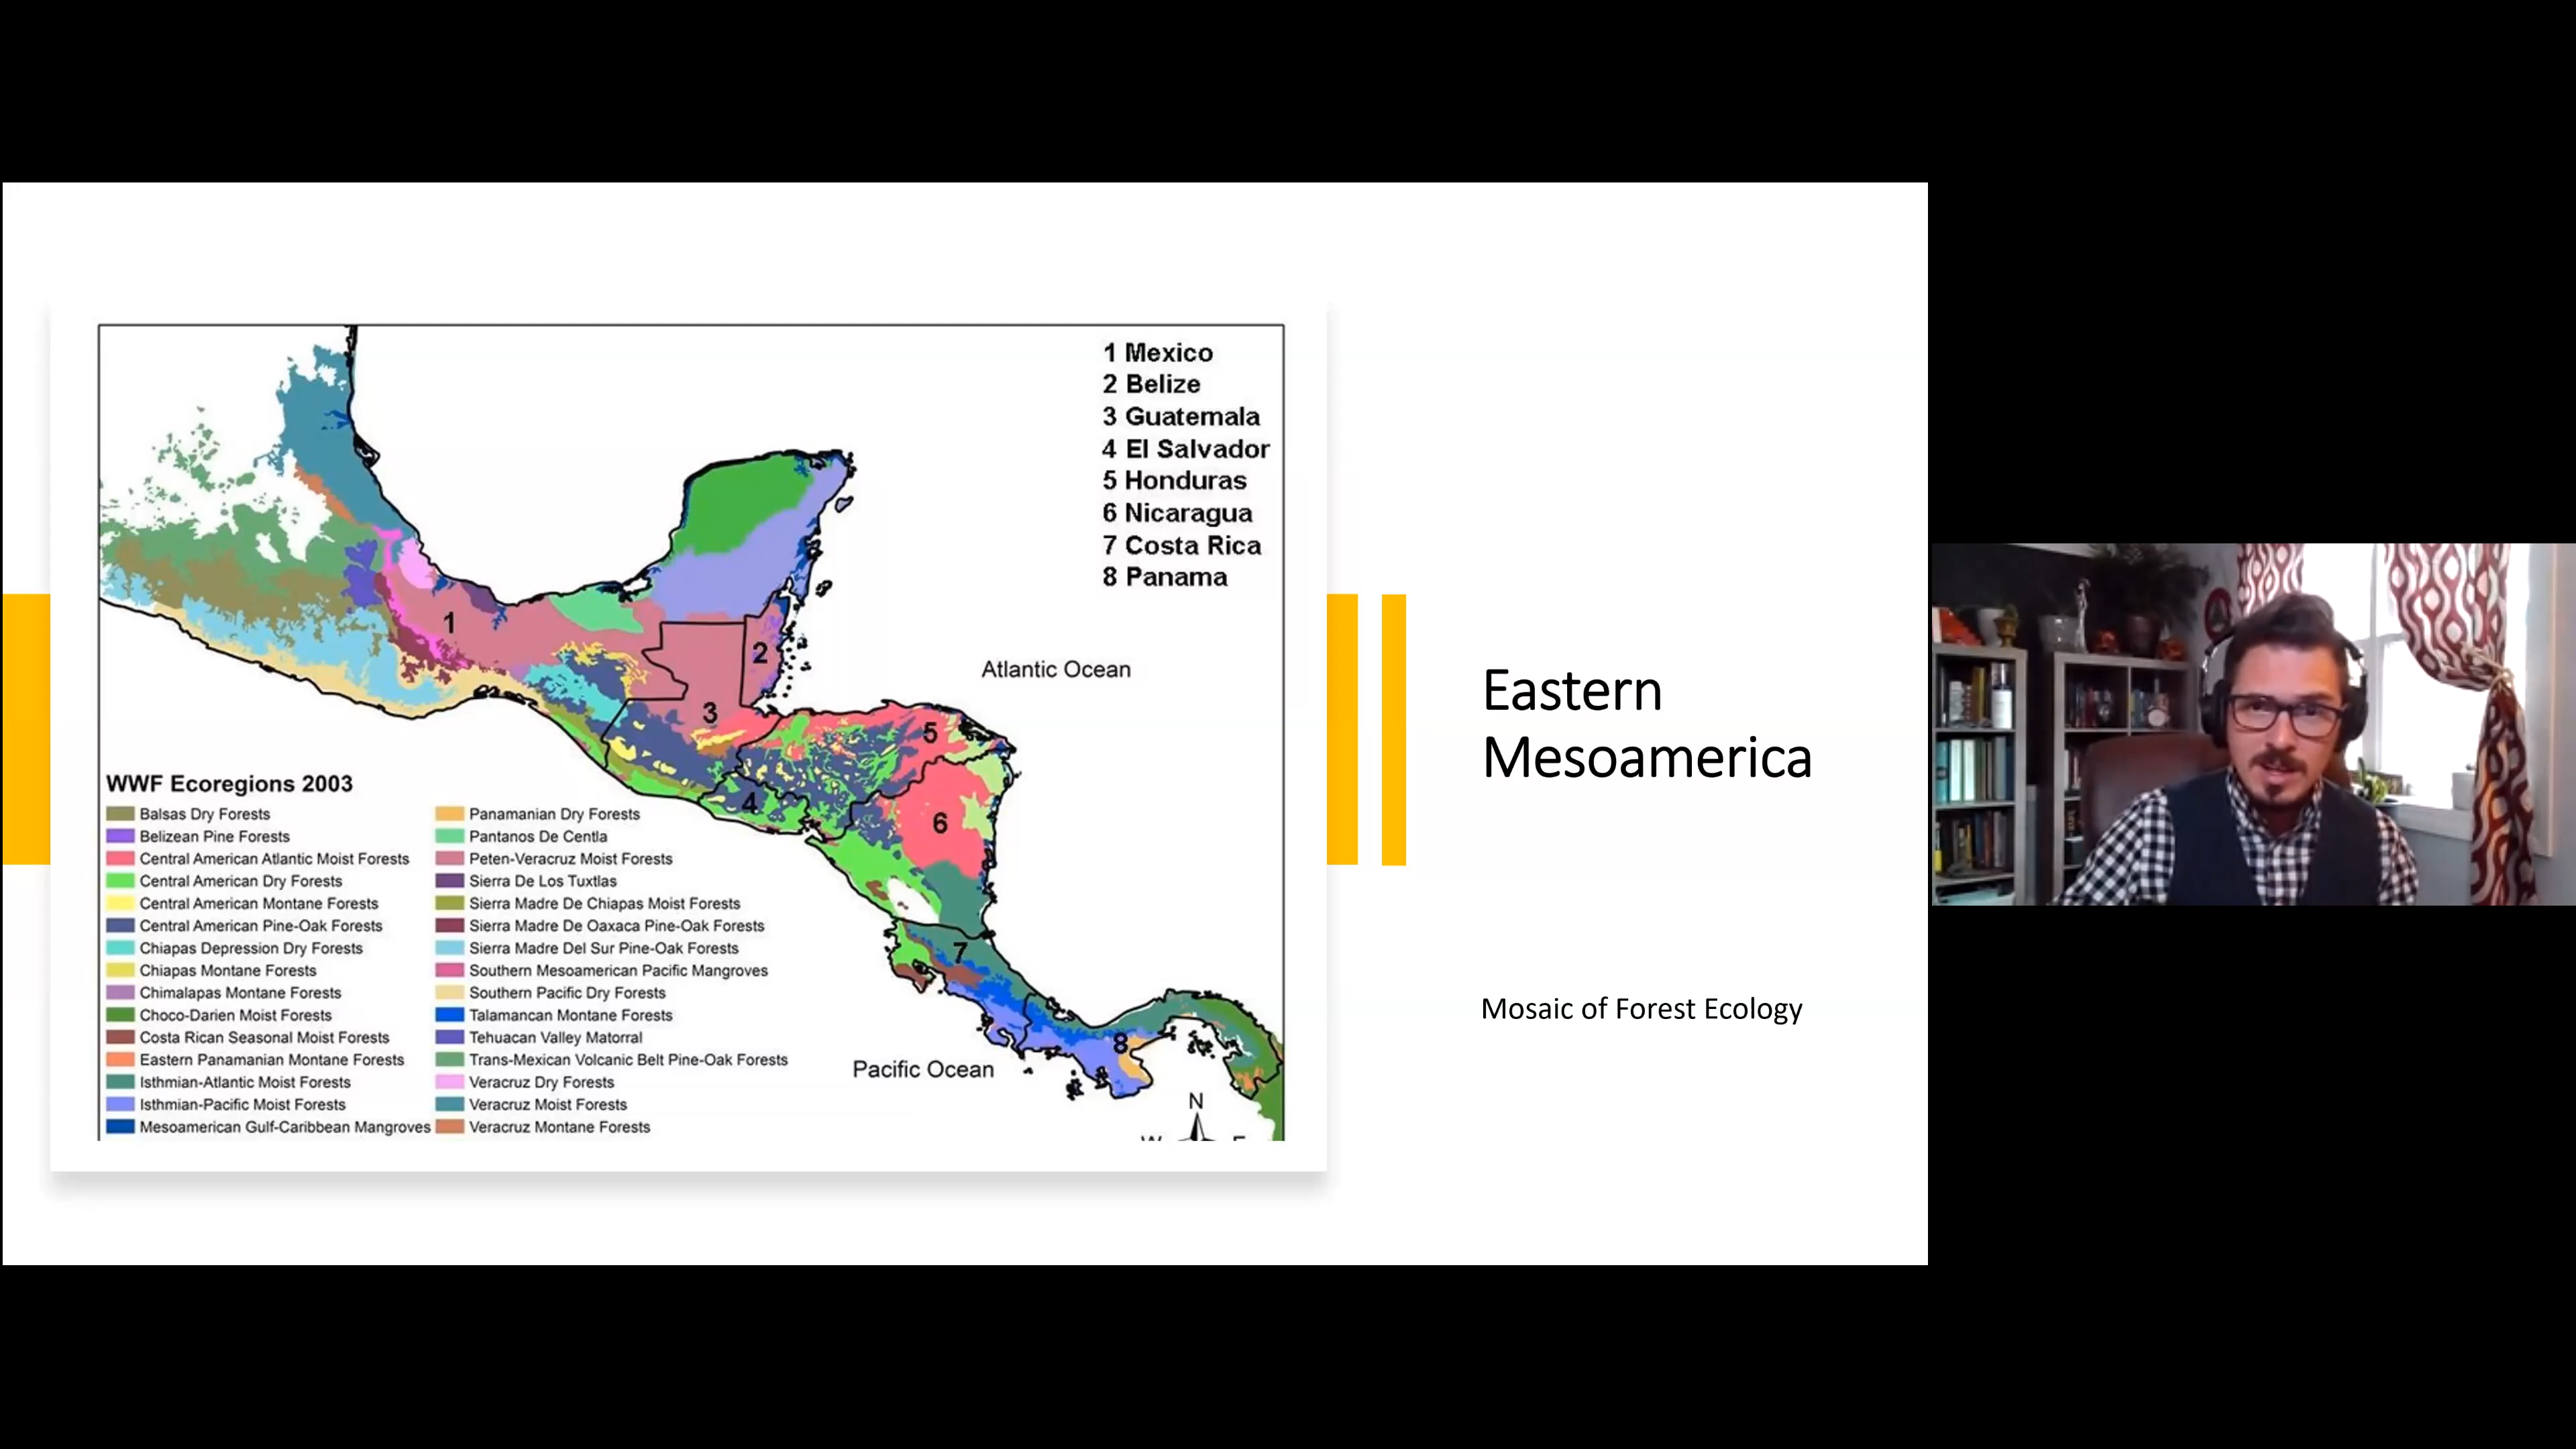 1 Mexico
2 Belize
3 Guatemala
4 El Salvador
5 Honduras
6 Nicaragua
7 Costa Rica
8 Panama
1
2
3
4
5
6
7
8
Atlantic Ocean
Pacific Ocean
N
W E
WWF Ecoregions 2003
Balsas Dry Forests
Belizean Pine Forests
Central American Atlantic Moist Forests
Central American Dry Forests
Central American Montane Forests
Central American Pine-Oak Forests
Chiapas Depression Dry Forests
Chiapas Montane Forests
Chimalapas Montane Forests
Choco-Darien Moist Forests
Costa Rican Seasonal Moist Forests
Eastern Panamanian Montane Forests
Isthmian-Atlantic Moist Forests
Isthmian-Pacific Moist Forests
Mesoamerican Gulf-Caribbean Mangroves
Panamanian Dry Forests
Pantanos De Centla
Peten-Veracruz Moist Forests
Sierra De Los Tuxtlas
Sierra Madre De Chiapas Moist Forests
Sierra Madre De Oaxaca Pine-Oak Forests
Sierra Madre Del Sur Pine-Oak Forests
Southern Mesoamerican Pacific Mangroves
Southern Pacific Dry Forests
Talamancan Montane Forests
Tehuacan Valley Matorral
Trans-Mexican Volcanic Belt Pine-Oak Forests
Veracruz Dry Forests
Veracruz Moist Forests
Veracruz Montane Forests
Eastern
Mesoamerica
Mosaic of Forest Ecology